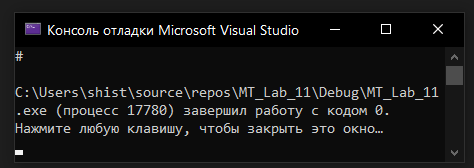 Консоль отладки Microsoft Visual Studio
#
C:\Users\shist\source\repos\MT_Lab_11\Debug\MT_Lab_11
.exe (процесс 17780) завершил работу с кодом 0.
Нажмите любую клавишу, чтобы закрыть это окно…